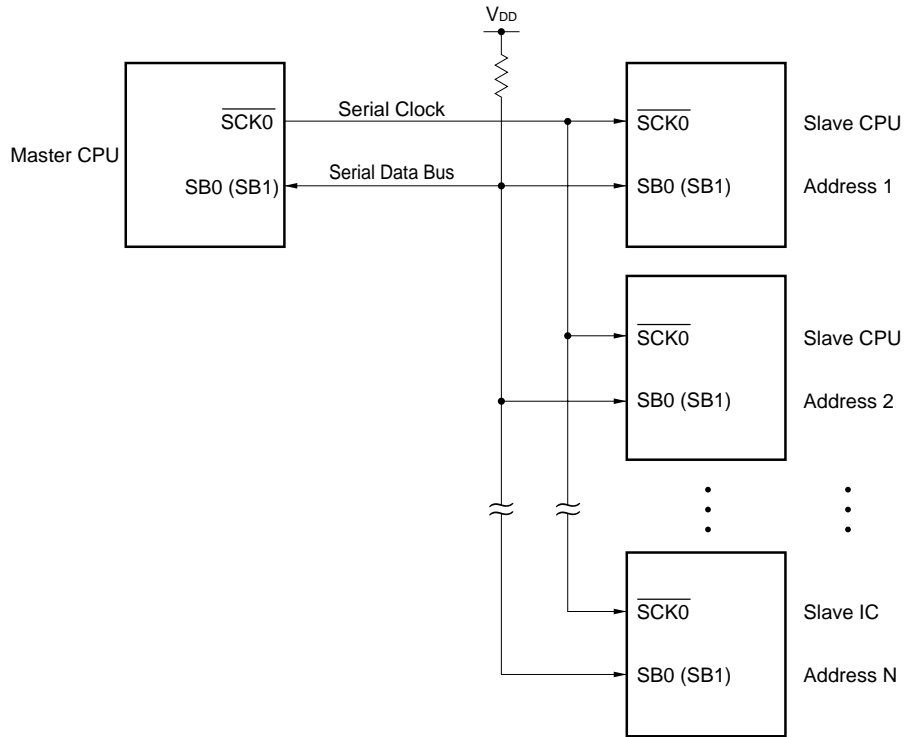 VDD
SCK0
Serial Clock
SCK0
Slave CPU
Master CPU
SB0 (SB1)
Serial Data Bus
SB0 (SB1)
Address 1
SCK0
Slave CPU
SB0 (SB1)
Address 2
SCK0
Slave IC
SB0 (SB1)
Address N